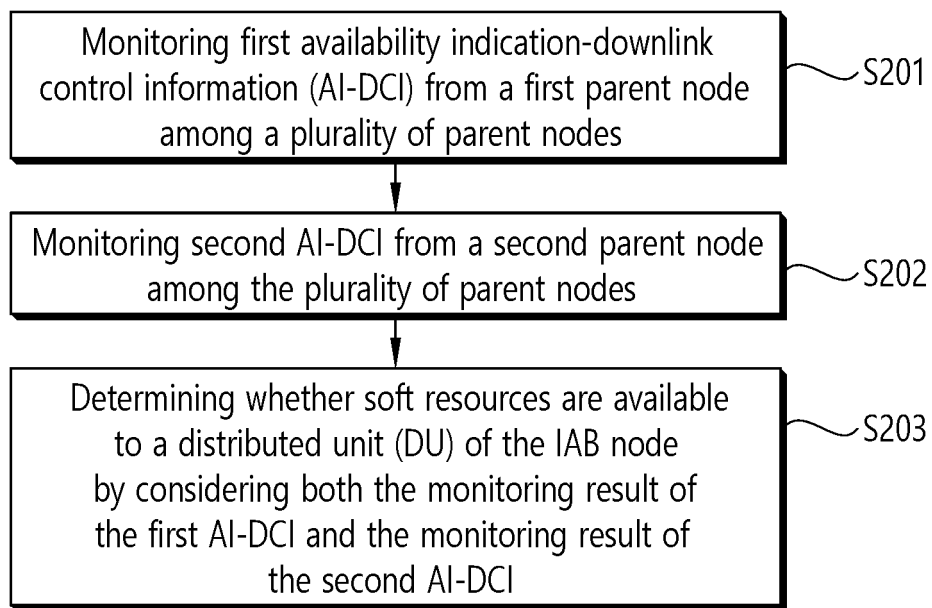 Monitoring first availability indication-downlink
control information (AI-DCI) from a first parent node
among a plurality of parent nodes
S201
Monitoring second AI-DCI from a second parent node
among the plurality of parent nodes
S202
Determining whether soft resources are available
to a distributed unit (DU) of the IAB node
by considering both the monitoring result of
the first AI-DCI and the monitoring result of
the second AI-DCI
S203